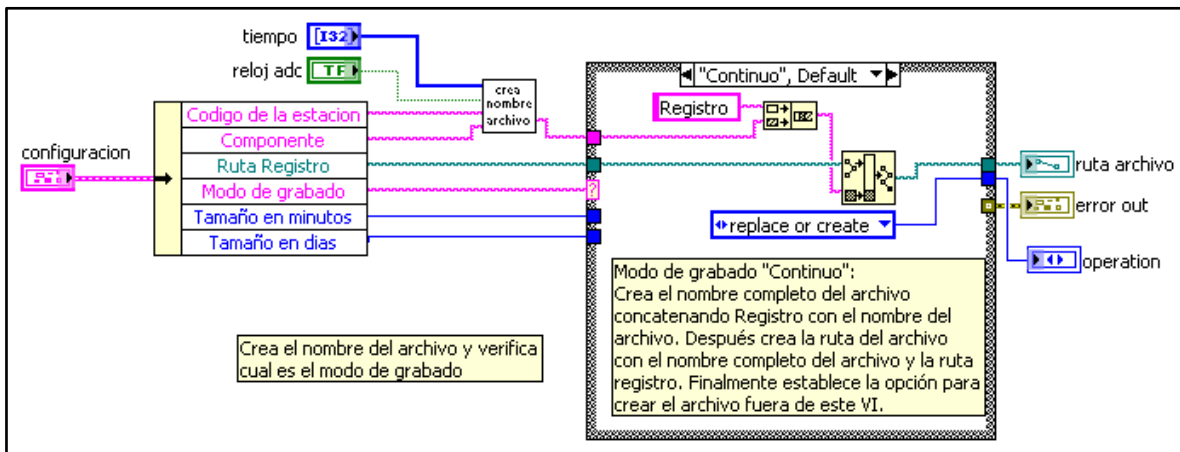 tiempo
[I32]
reloj adc
TF
crea
nombre
archivo
configuracion
Codigo de la estacion
Componente
Ruta Registro
Modo de grabado
Tamaño en minutos
Tamaño en dias
"Continuo", Default
Registro
?
replace or create
ruta archivo
error out
operation
Modo de grabado "Continuo":
Crea el nombre completo del archivo
concatenando Registro con el nombre del
archivo. Después crea la ruta del archivo
con el nombre completo del archivo y la ruta
registro. Finalmente establece la opción para
crear el archivo fuera de este VI.
Crea el nombre del archivo y verifica
cual es el modo de grabado